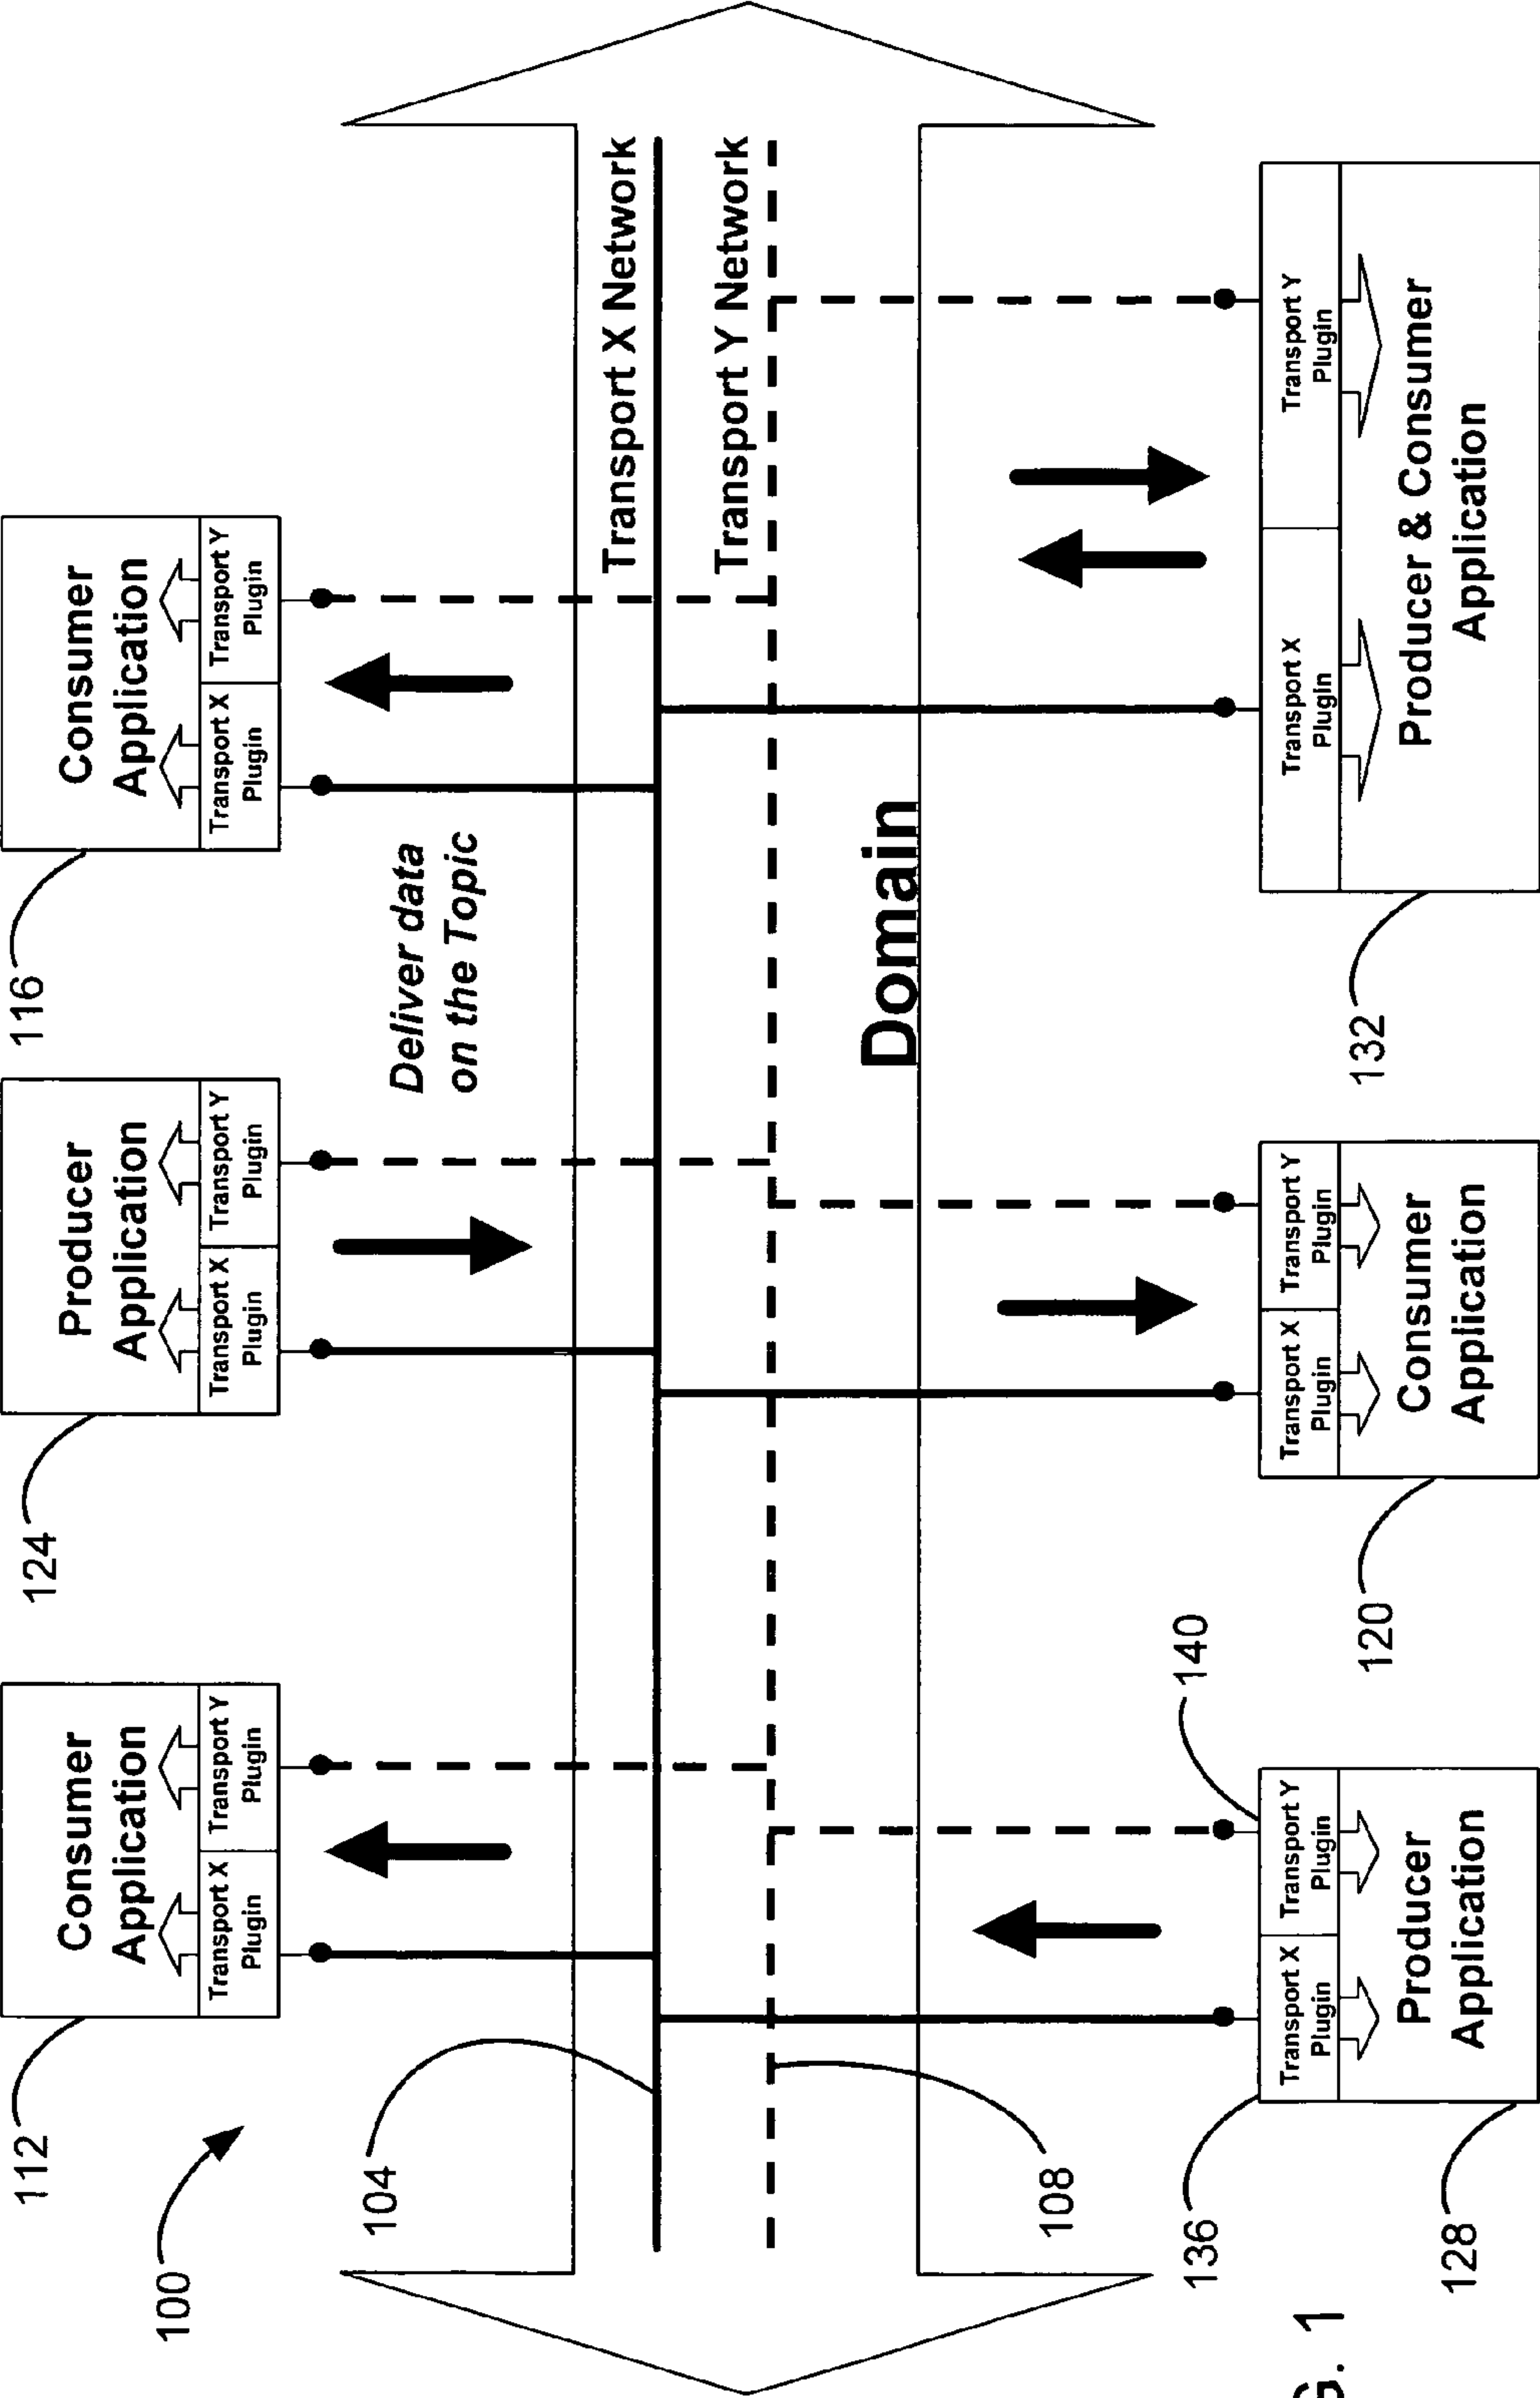 100
112
Consumer
Application
Transport X
Plugin
Transport Y
Plugin
124
Producer
Application
Transport X
Plugin
Transport Y
Plugin
116
Consumer
Application
Transport X
Plugin
Transport Y
Plugin
Deliver data
on the Topic
104
Transport X Network
Transport Y Network
Domain
108
136
140
Transport X
Plugin
Transport Y
Plugin
Producer
Application
128
Transport X
Plugin
Transport Y
Plugin
Consumer
Application
120
Transport X
Plugin
Transport Y
Plugin
Producer & Consumer
Application
132
G. 1